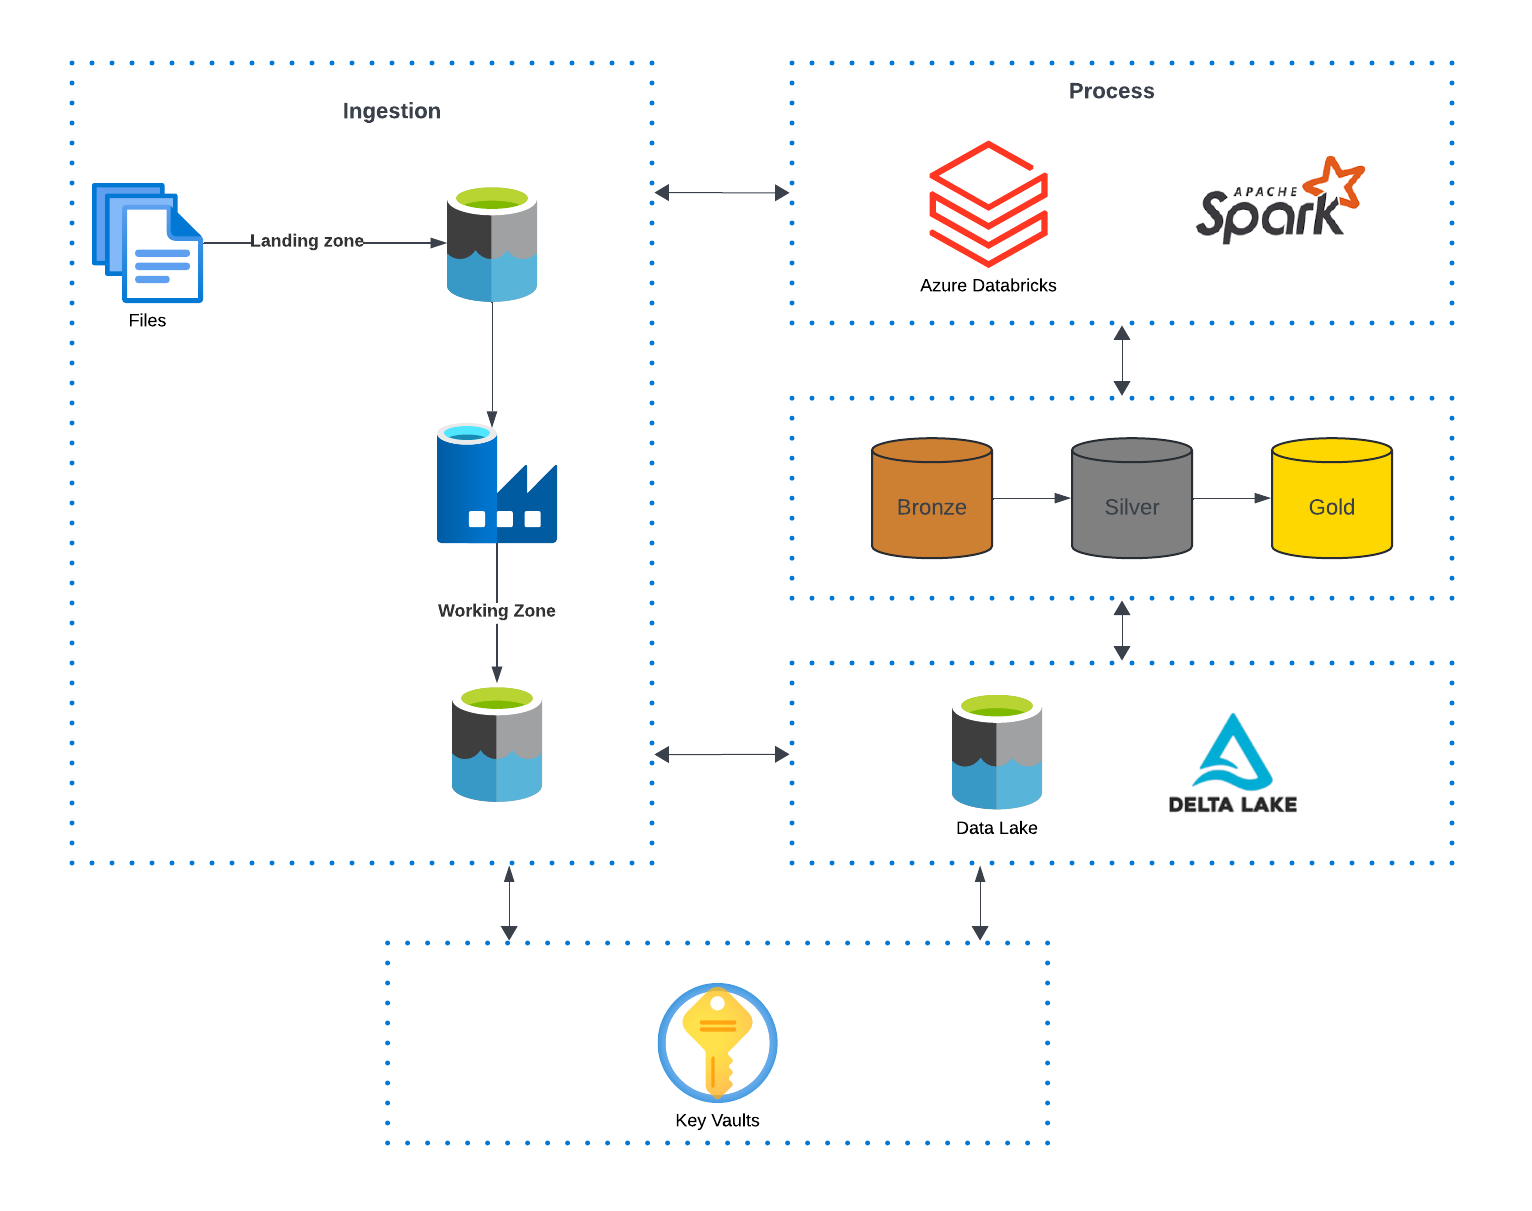 Ingestion
Landing zone
Files
Working Zone
Process
Azure Databricks
APACHE
Spark
Bronze
Silver
Gold
Data Lake
DELTA LAKE
Key Vaults